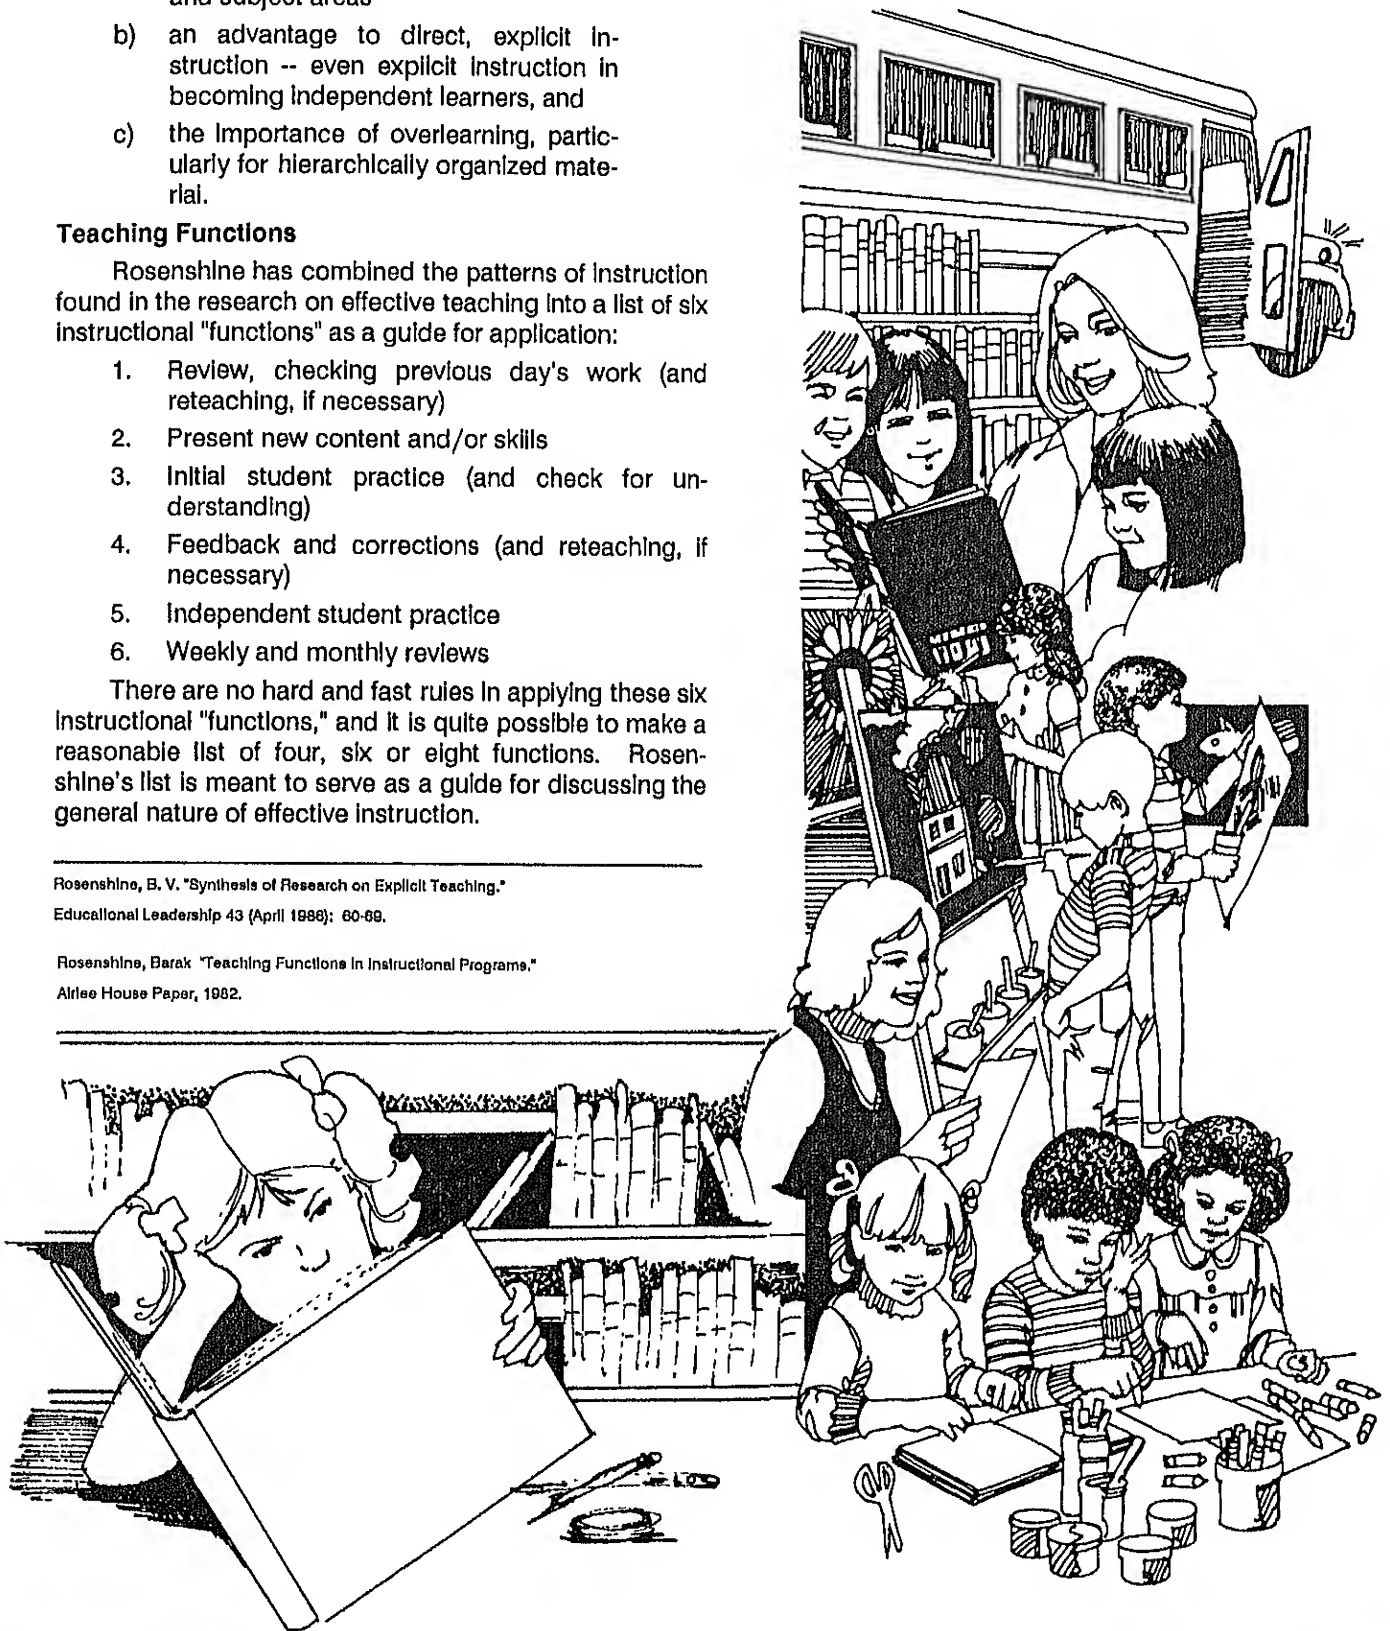 and subject areas
b) an advantage to direct, explicit in-
struction -- even explicit instruction in
becoming independent learners, and
c) the importance of overlearning, partic-
ularly for hierarchically organized mate-
rial.
Teaching Functions
Rosenshine has combined the patterns of instruction
found in the research on effective teaching into a list of six
instructional "functions" as a guide for application:
1. Review, checking previous day's work (and
reteaching, if necessary)
2. Present new content and/or skills
3. Initial student practice (and check for un-
derstanding)
4. Feedback and corrections (and reteaching, if
necessary)
5. Independent student practice
6. Weekly and monthly reviews
There are no hard and fast rules in applying these six
instructional "functions," and it is quite possible to make a
reasonable list of four, six or eight functions. Rosen-
shine's list is meant to serve as a guide for discussing the
general nature of effective instruction.
Rosenshine, B. V. "Synthesis of Research on Explicit Teaching."
Educational Leadership 43 (April 1986): 60-69.
Rosenshine, Barak "Teaching Functions in Instructional Programs."
Airlee House Paper, 1982.